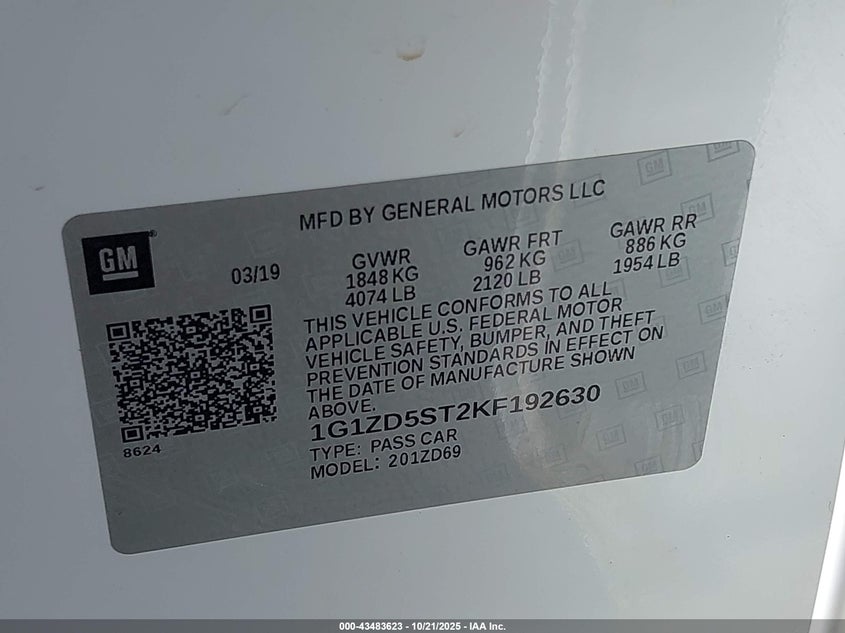 MFD BY GENERAL MOTORS LLC
GM
03/19
GVWR
1848 KG
4074 LB
GAWR FRT
962 KG
2120 LB
GAWR RR
886 KG
1954 LB
THIS VEHICLE CONFORMS TO ALL
APPLICABLE U.S. FEDERAL MOTOR
VEHICLE SAFETY, BUMPER, AND THEFT
PREVENTION STANDARDS IN EFFECT ON
THE DATE OF MANUFACTURE SHOWN
ABOVE.
1G1ZD5ST2KF192630
TYPE: PASS CAR
MODEL: 201ZD69
8624
000-43483623 - 10/21/2025 - IAA Inc.